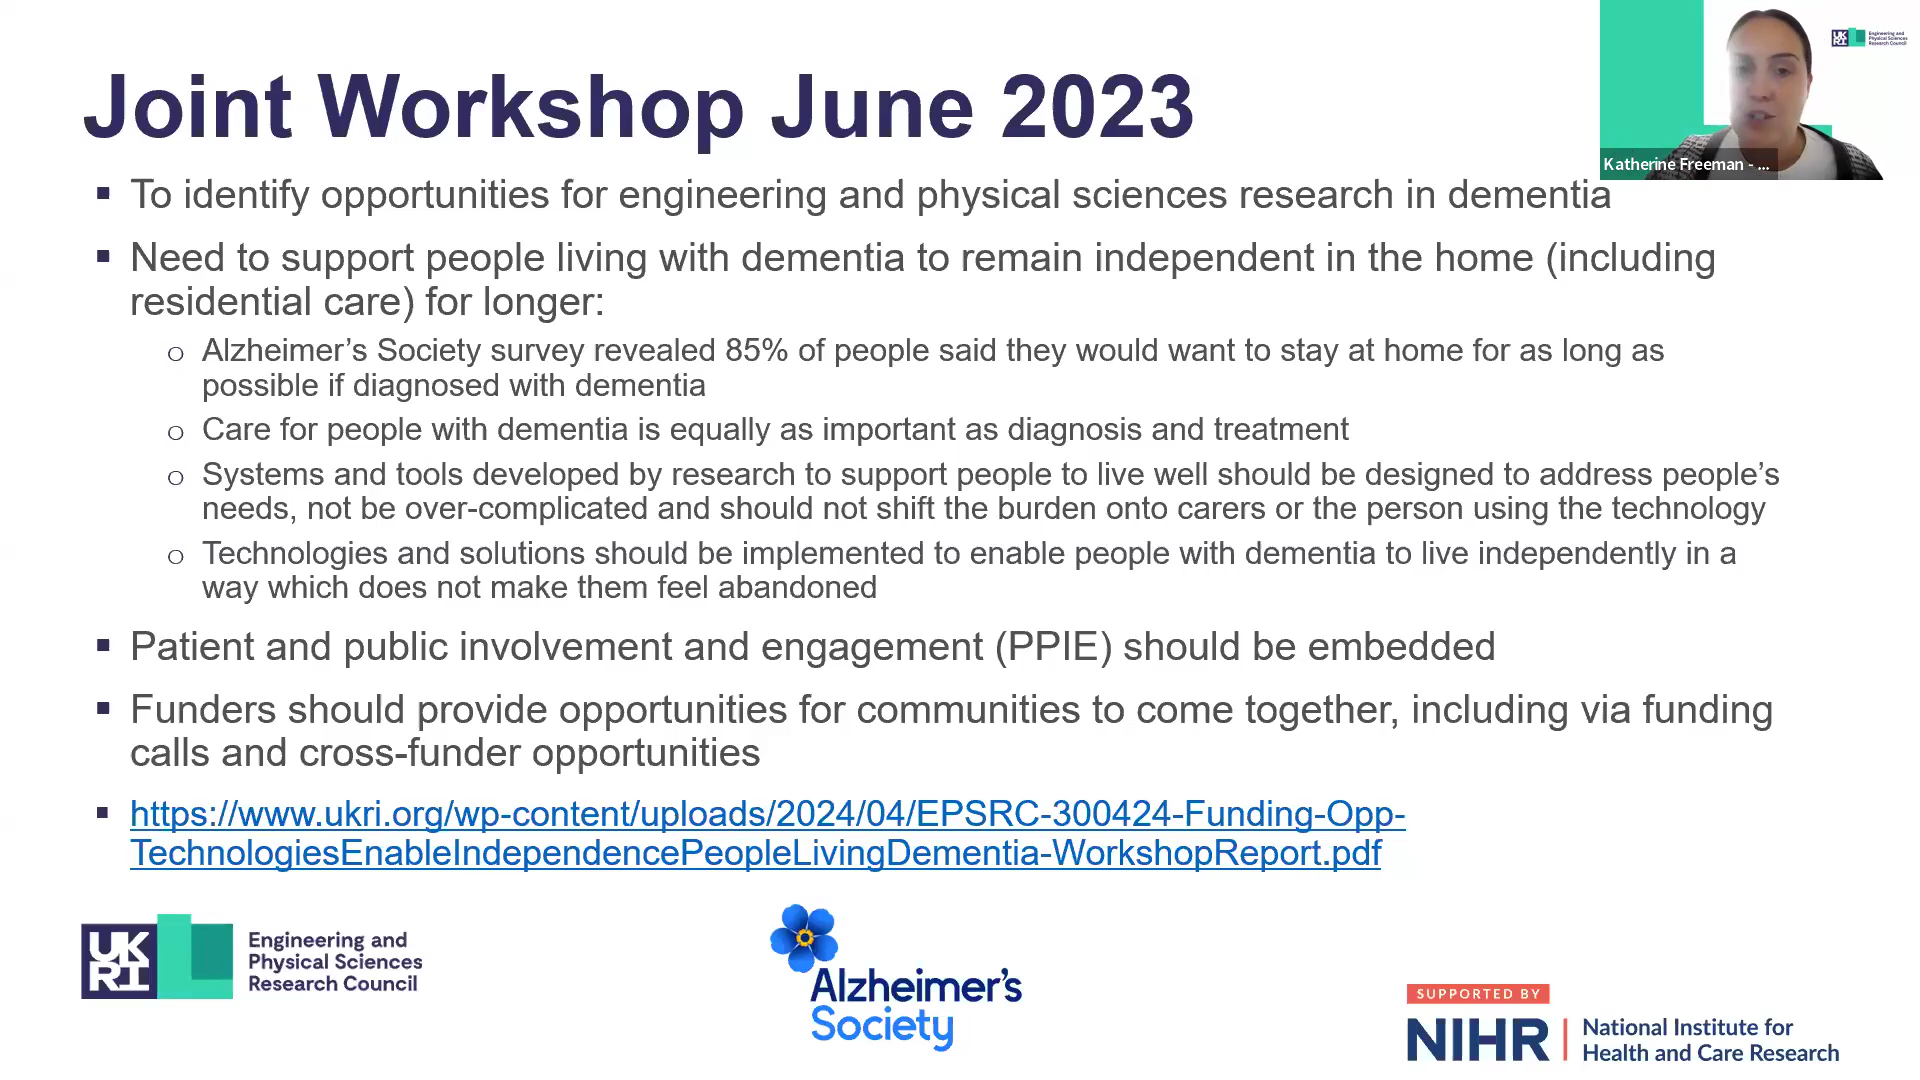 Joint Workshop June 2023
UK
RI
Engineering and
Physical Sciences
Research Council
Katherine Freeman - ...
▪ To identify opportunities for engineering and physical sciences research in dementia
▪ Need to support people living with dementia to remain independent in the home (including
residential care) for longer:
o Alzheimer’s Society survey revealed 85% of people said they would want to stay at home for as long as
possible if diagnosed with dementia
o Care for people with dementia is equally as important as diagnosis and treatment
o Systems and tools developed by research to support people to live well should be designed to address people’s
needs, not be over-complicated and should not shift the burden onto carers or the person using the technology
o Technologies and solutions should be implemented to enable people with dementia to live independently in a
way which does not make them feel abandoned
▪ Patient and public involvement and engagement (PPIE) should be embedded
▪ Funders should provide opportunities for communities to come together, including via funding
calls and cross-funder opportunities
▪ https://www.ukri.org/wp-content/uploads/2024/04/EPSRC-300424-Funding-Opp-
TechnologiesEnableIndependencePeopleLivingDementia-WorkshopReport.pdf
UK
RI
Engineering and
Physical Sciences
Research Council
Alzheimer’s
Society
SUPPORTED BY
NIHR
National Institute for
Health and Care Research